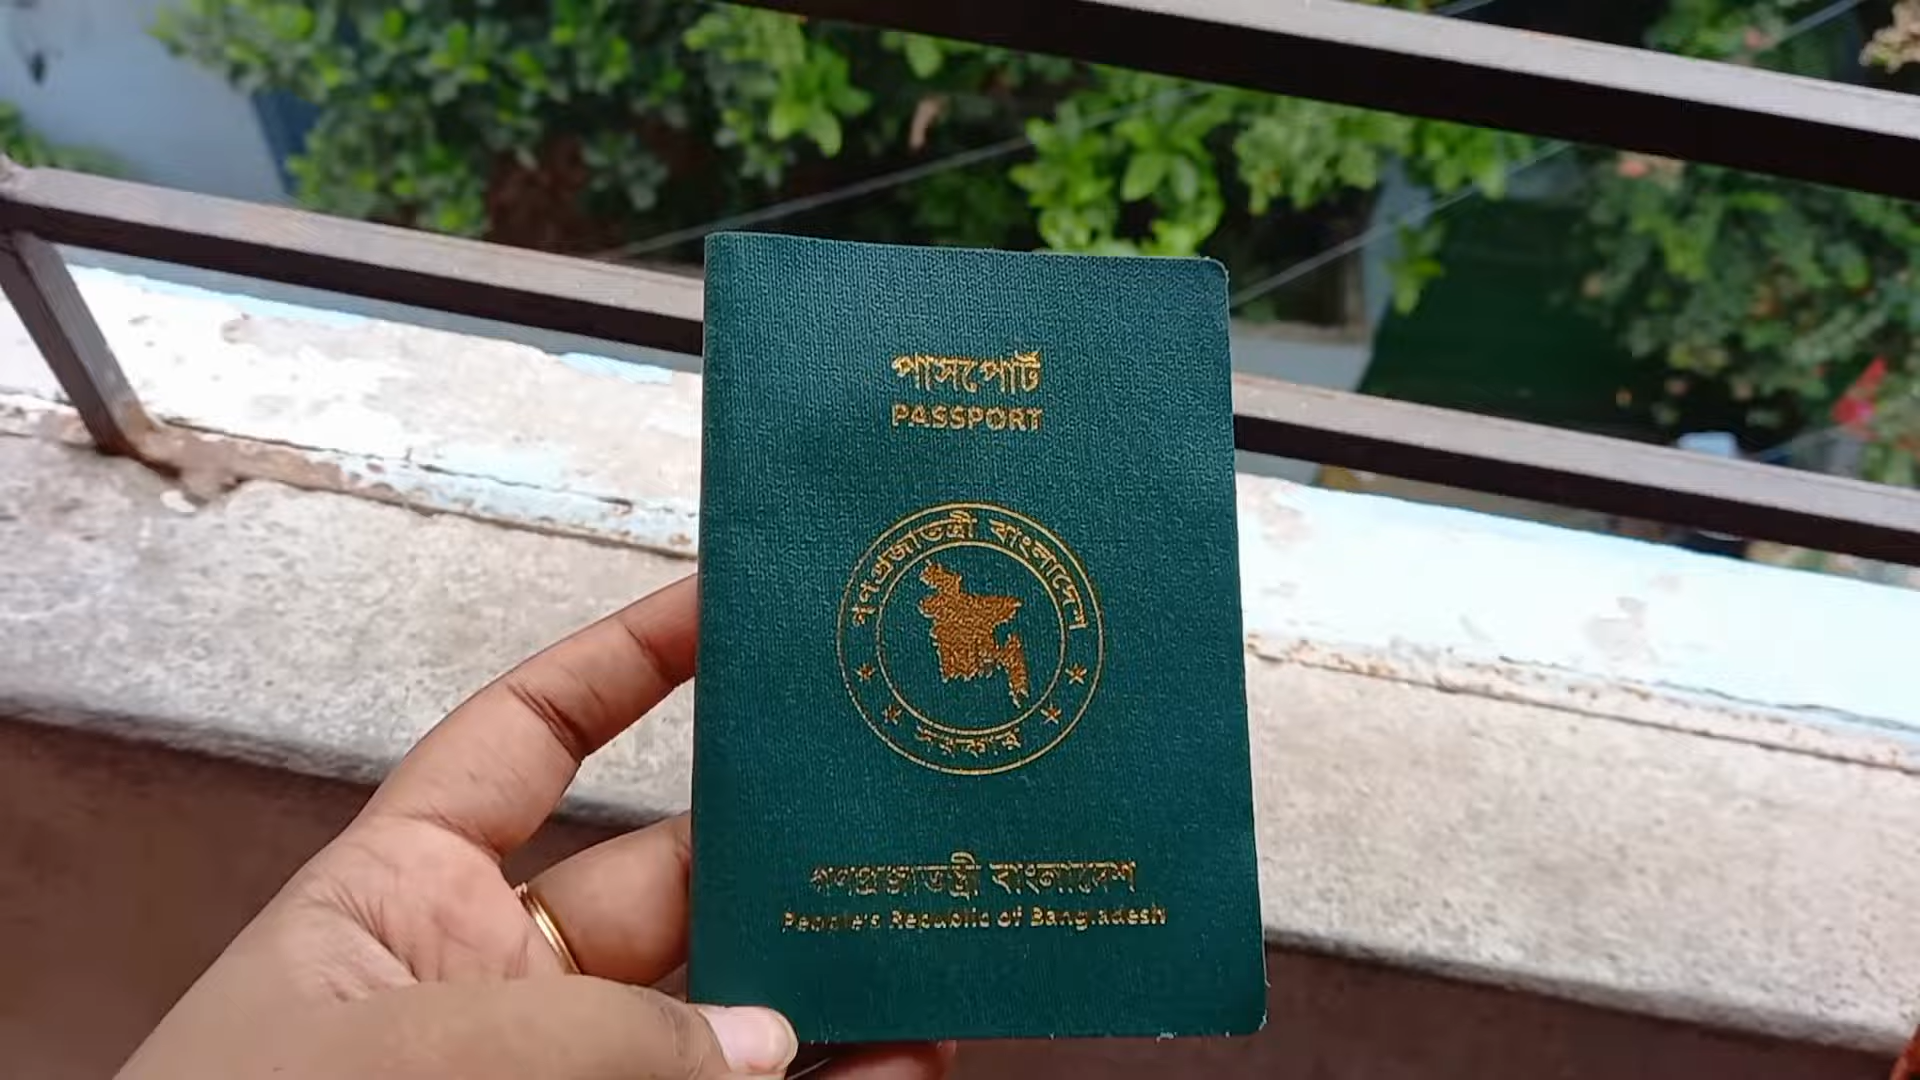 পাসপোর্ট
PASSPORT
গণপ্রজাতন্ত্রী বাংলাদেশ
সরকার
গণপ্রজাতন্ত্রী বাংলাদেশ
People's Republic of Bangladesh